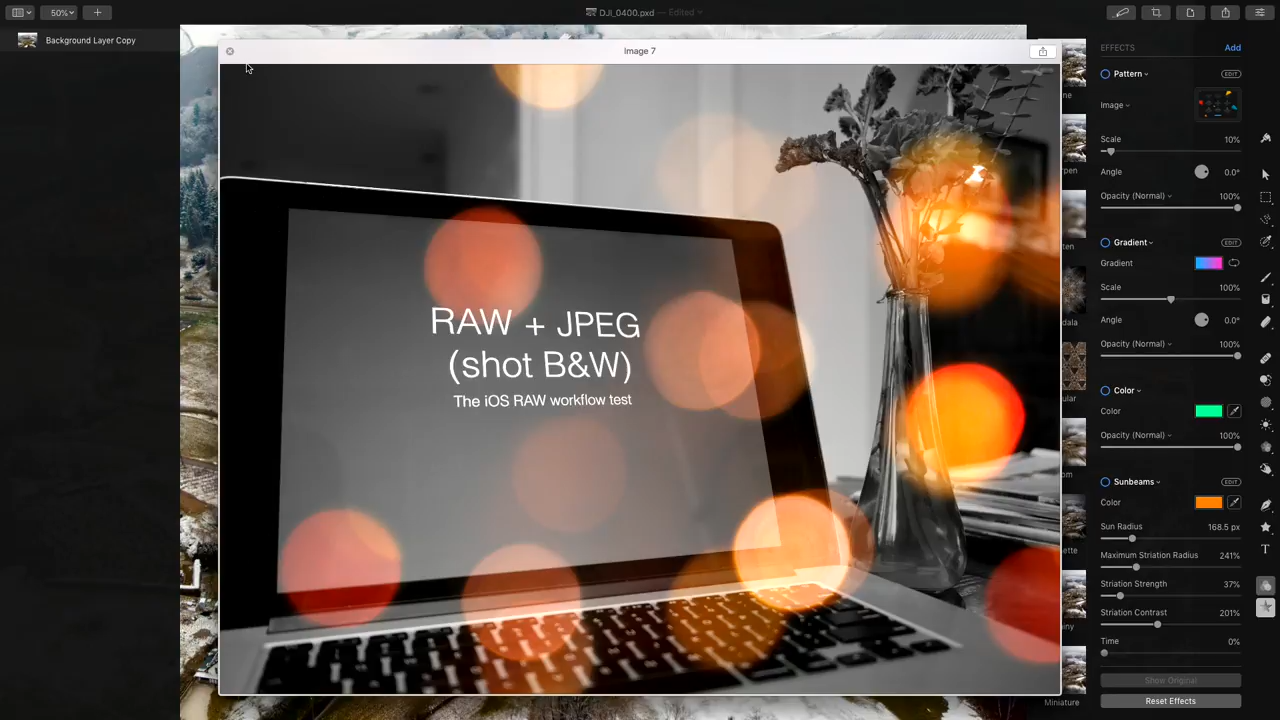 50%
DJI_0400.pxd — Edited
Background Layer Copy
Image 7
RAW + JPEG
(shot B&W)
The iOS RAW workflow test
EFFECTS
Add
Pattern
EDIT
Image
Scale
10%
Angle
0.0°
Opacity (Normal)
100%
Gradient
EDIT
Gradient
Scale
100%
Angle
0.0°
Opacity (Normal)
100%
Color
EDIT
Color
Opacity (Normal)
100%
Sunbeams
EDIT
Color
Sun Radius
168.5 px
Maximum Striation Radius
241%
Striation Strength
37%
Striation Contrast
201%
Time
0%
Show Original
Reset Effects
Miniature